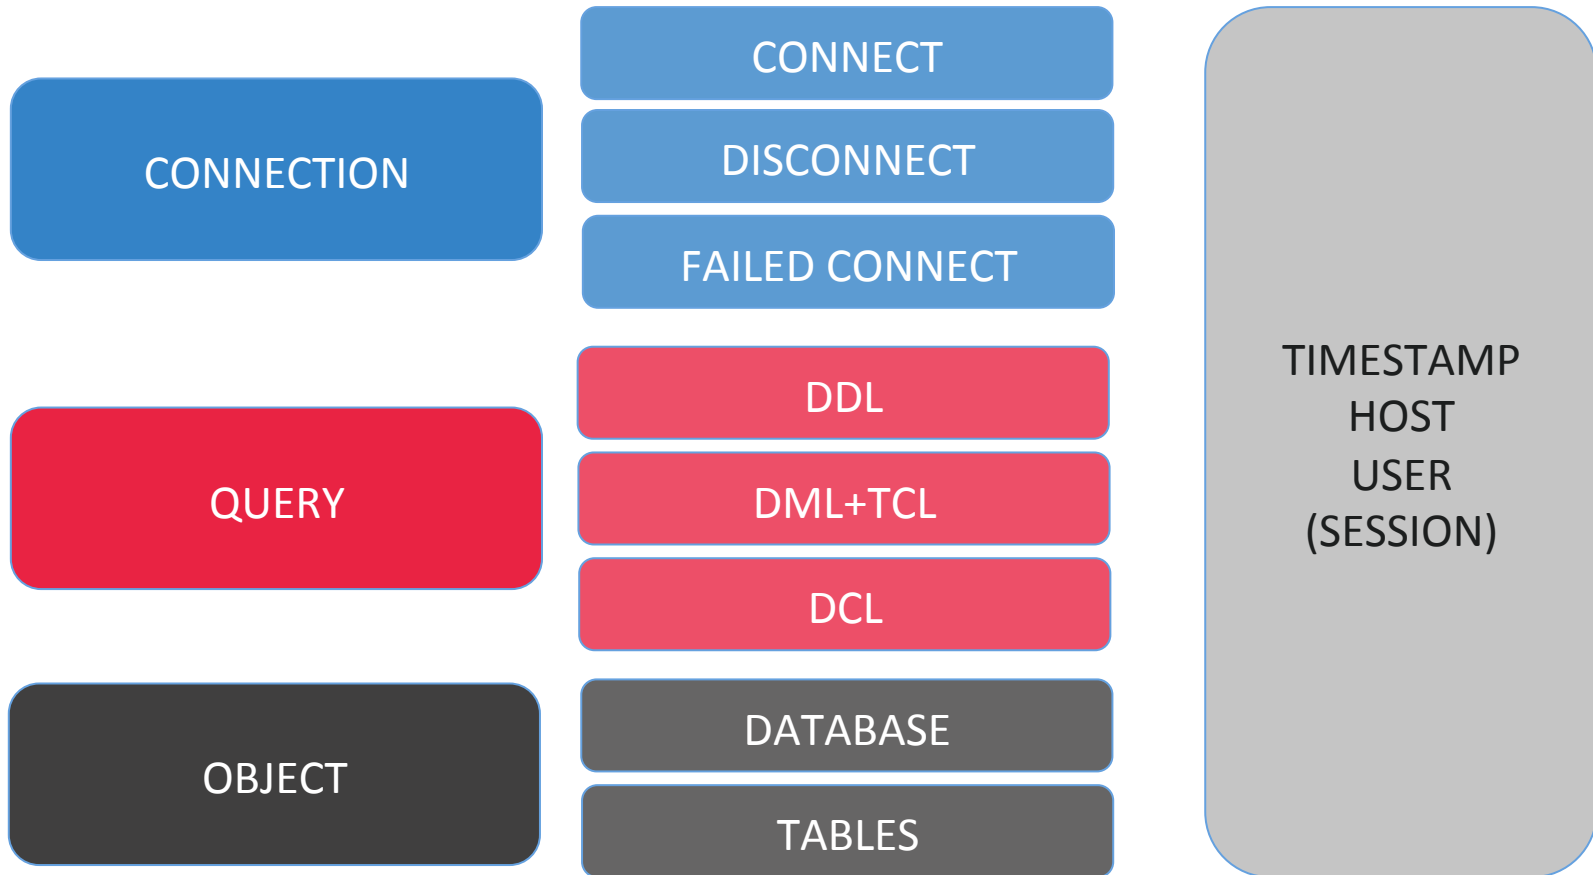 CONNECTION
CONNECT
DISCONNECT
FAILED CONNECT
QUERY
DDL
DML+TCL
DCL
OBJECT
DATABASE
TABLES
TIMESTAMP
HOST
USER
(SESSION)